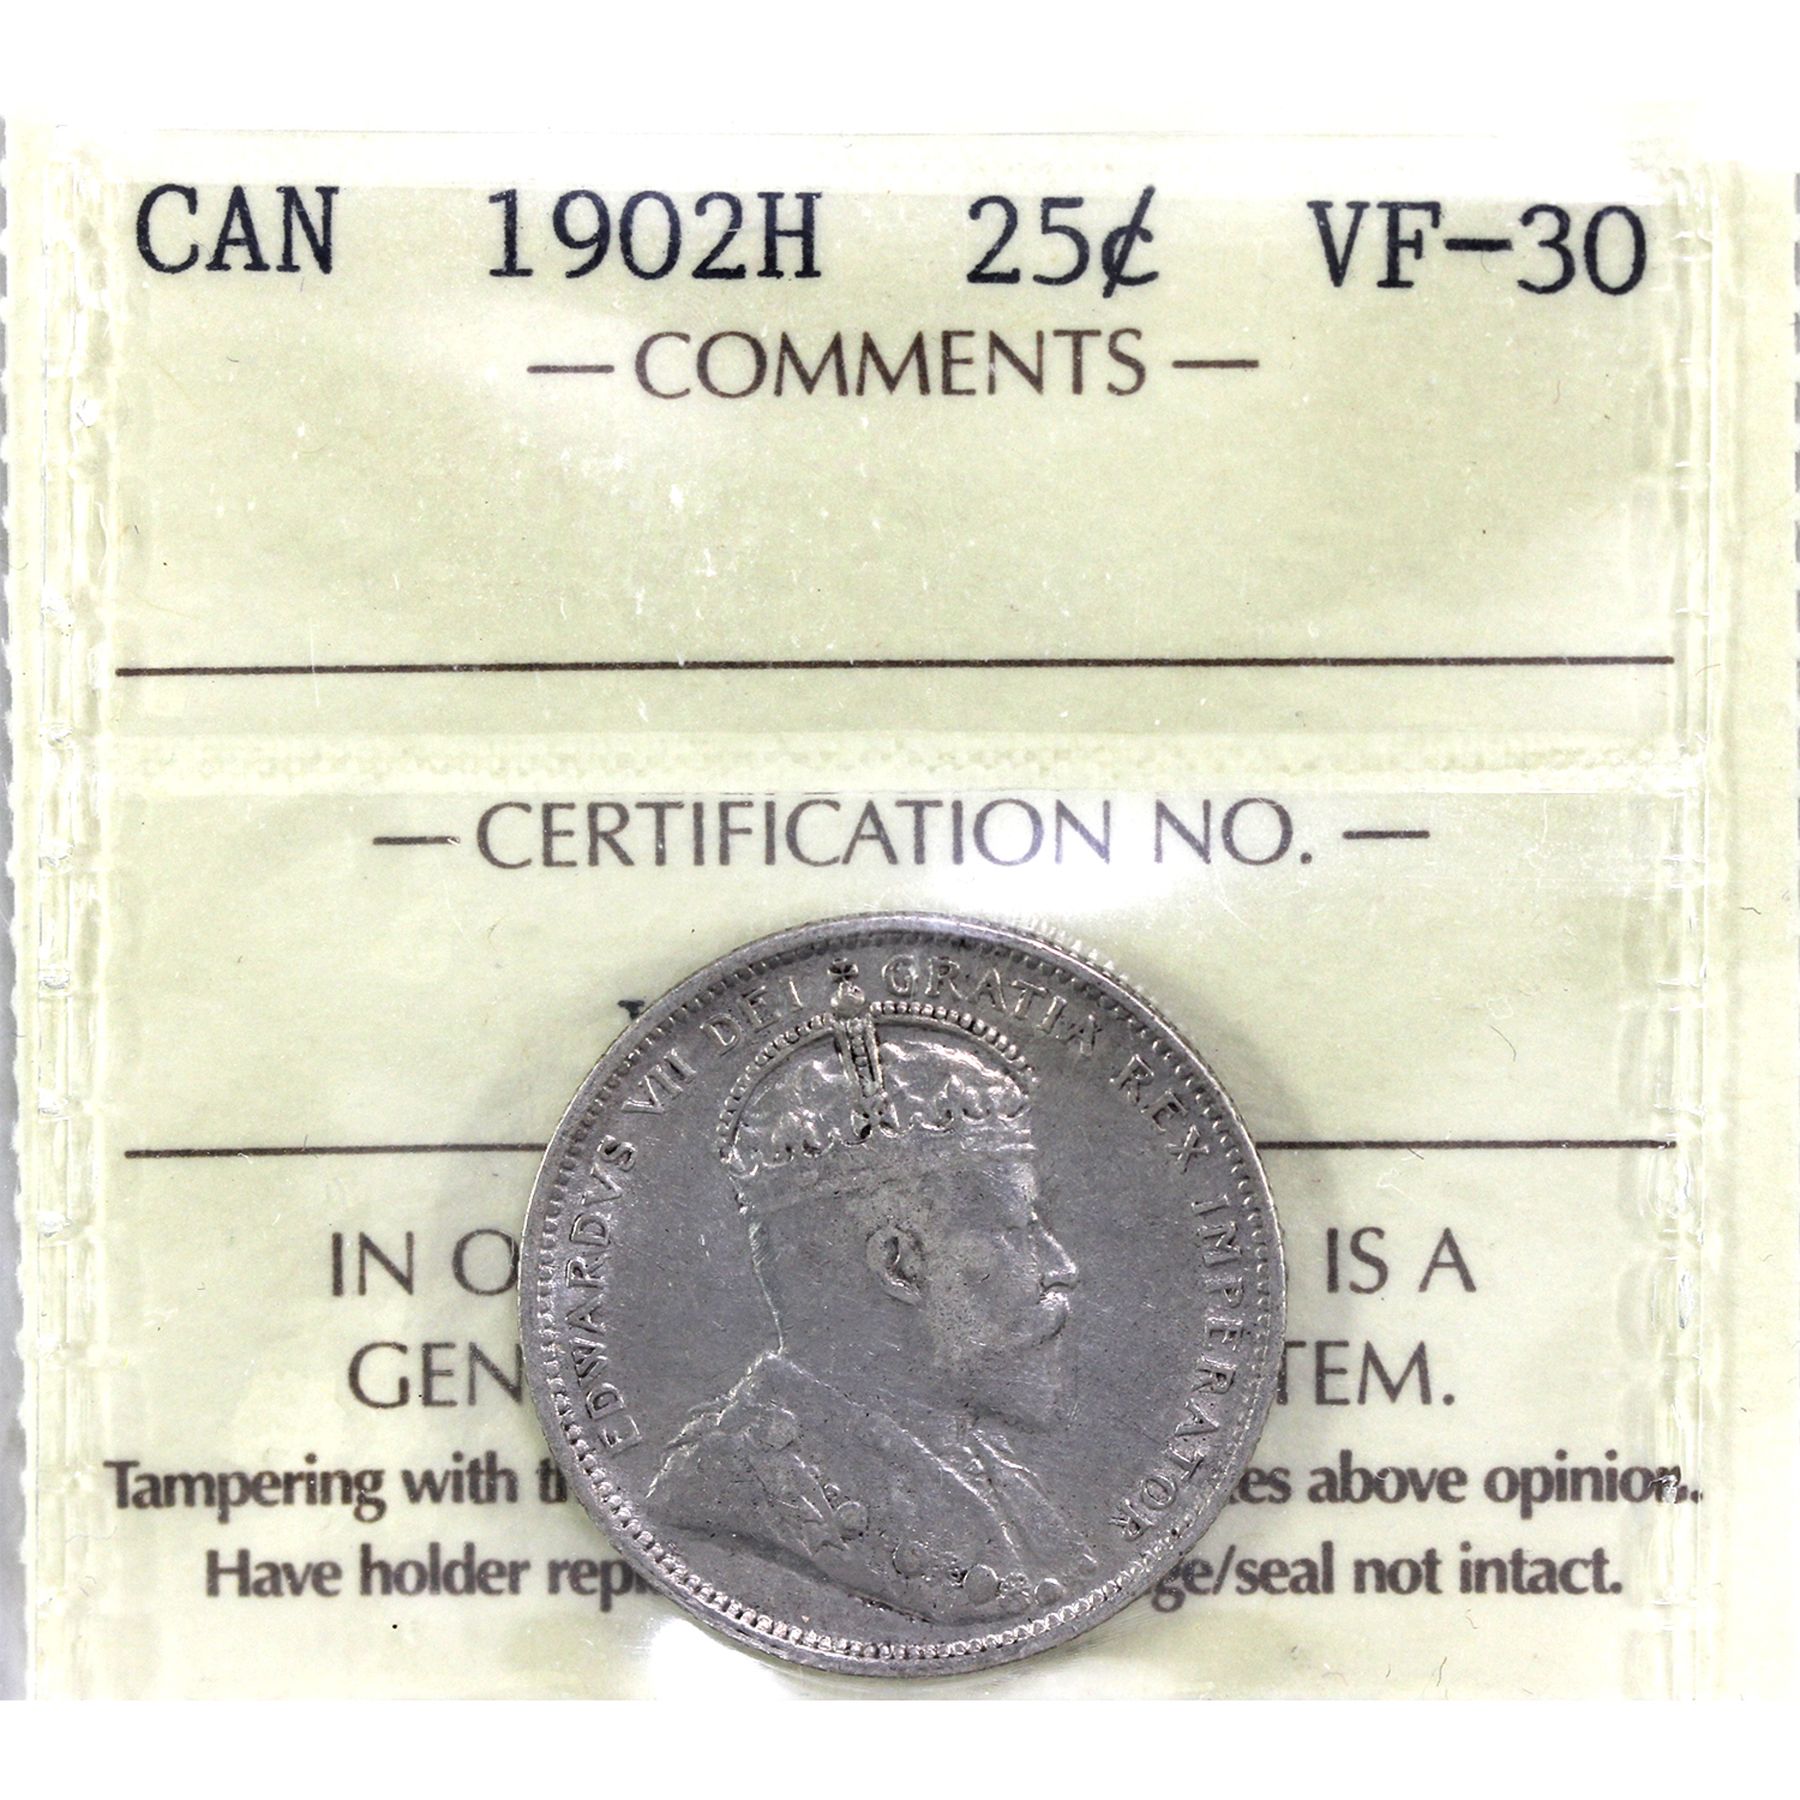 CAN 1902H 25¢ VF-30
— COMMENTS —
— CERTIFICATION NO. —
EDWARDVS VII DEI GRATIA REX IMPERATOR
IN O IS A
GEN TEM.
Tampering with t es above opinion.
Have holder rep ge/seal not intact.